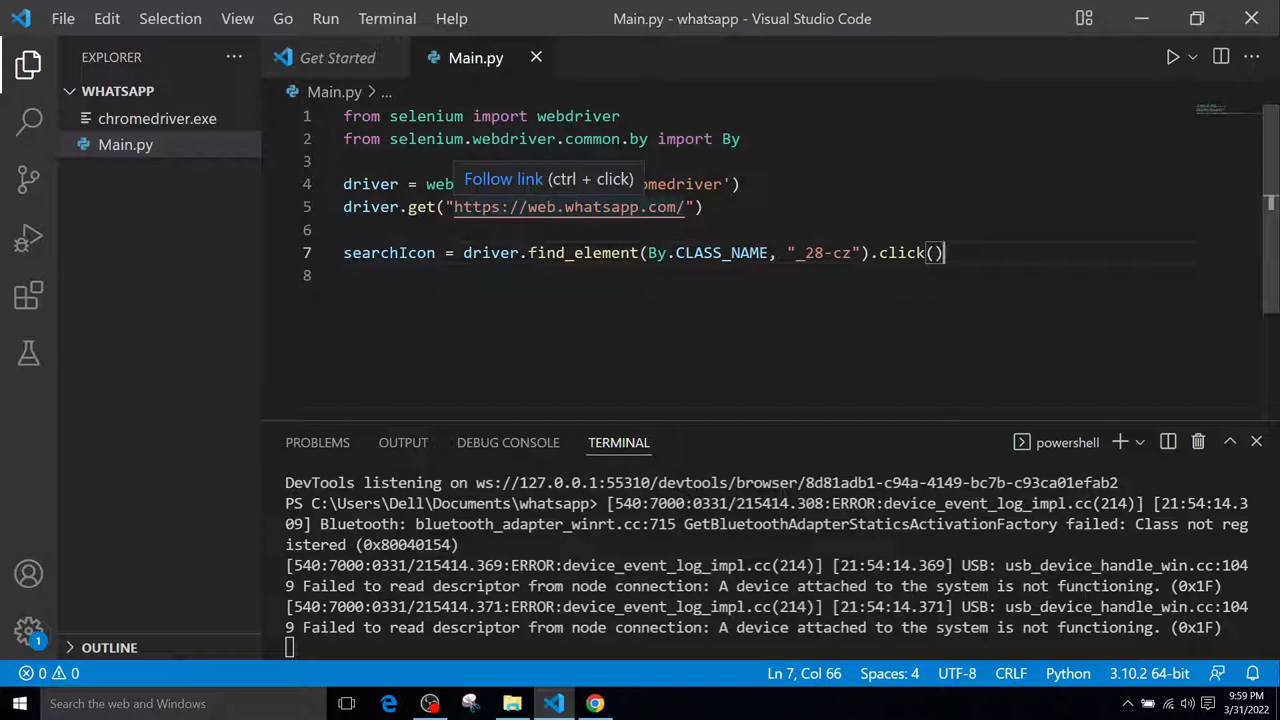 File Edit Selection View Go Run Terminal Help Main.py - whatsapp - Visual Studio Code
EXPLORER
Get Started
Main.py
WHATSAPP
chromedriver.exe
Main.py
Main.py > ...
1 from selenium import webdriver
2 from selenium.webdriver.common.by import By
3
Follow link (ctrl + click)
4 driver = web omedriver')
5 driver.get("https://web.whatsapp.com/")
6
7 searchIcon = driver.find_element(By.CLASS_NAME, "_28-cz").click()
8
PROBLEMS OUTPUT DEBUG CONSOLE TERMINAL powershell
DevTools listening on ws://127.0.0.1:55310/devtools/browser/8d81adb1-c94a-4149-bc7b-c93ca01efab2
PS C:\Users\Dell\Documents\whatsapp> [540:7000:0331/215414.308:ERROR:device_event_log_impl.cc(214)] [21:54:14.3
09] Bluetooth: bluetooth_adapter_winrt.cc:715 GetBluetoothAdapterStaticsActivationFactory failed: Class not reg
istered (0x80040154)
[540:7000:0331/215414.369:ERROR:device_event_log_impl.cc(214)] [21:54:14.369] USB: usb_device_handle_win.cc:104
9 Failed to read descriptor from node connection: A device attached to the system is not functioning. (0x1F)
[540:7000:0331/215414.371:ERROR:device_event_log_impl.cc(214)] [21:54:14.371] USB: usb_device_handle_win.cc:104
9 Failed to read descriptor from node connection: A device attached to the system is not functioning. (0x1F)
OUTLINE
1
0 0
Ln 7, Col 66 Spaces: 4 UTF-8 CRLF Python 3.10.2 64-bit
Search the web and Windows
9:59 PM
3/31/2022